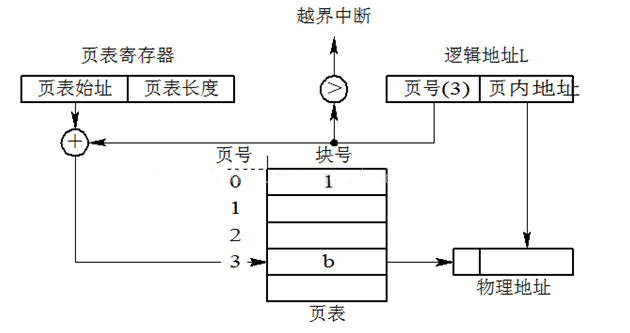 越界中断
页表寄存器
逻辑地址L
页表始址 页表长度
>
页号(3) 页内地址
+
页号 块号
0 1
1
2
3 b
页表
物理地址